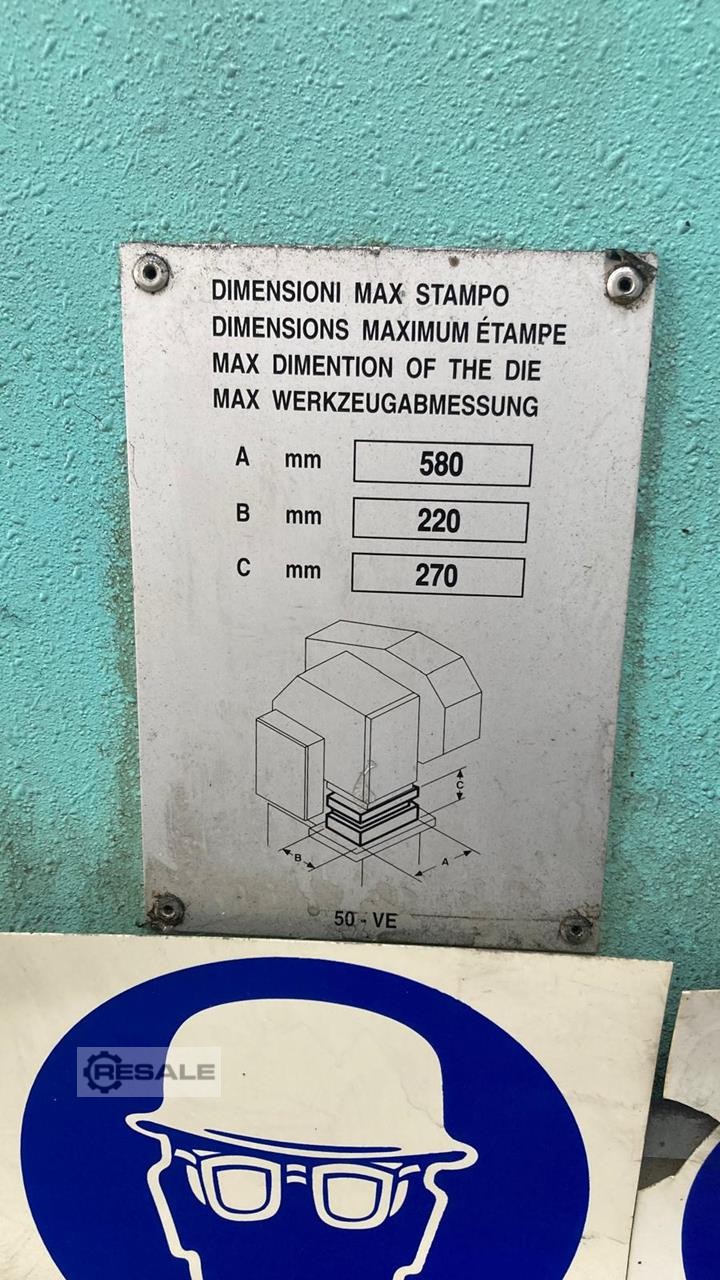 DIMENSIONI MAX STAMPO
DIMENSIONS MAXIMUM ÉTAMPE
MAX DIMENTION OF THE DIE
MAX WERKZEUGABMESSUNG
A mm 580
B mm 220
C mm 270
C
B
A
50 - VE
RESALE